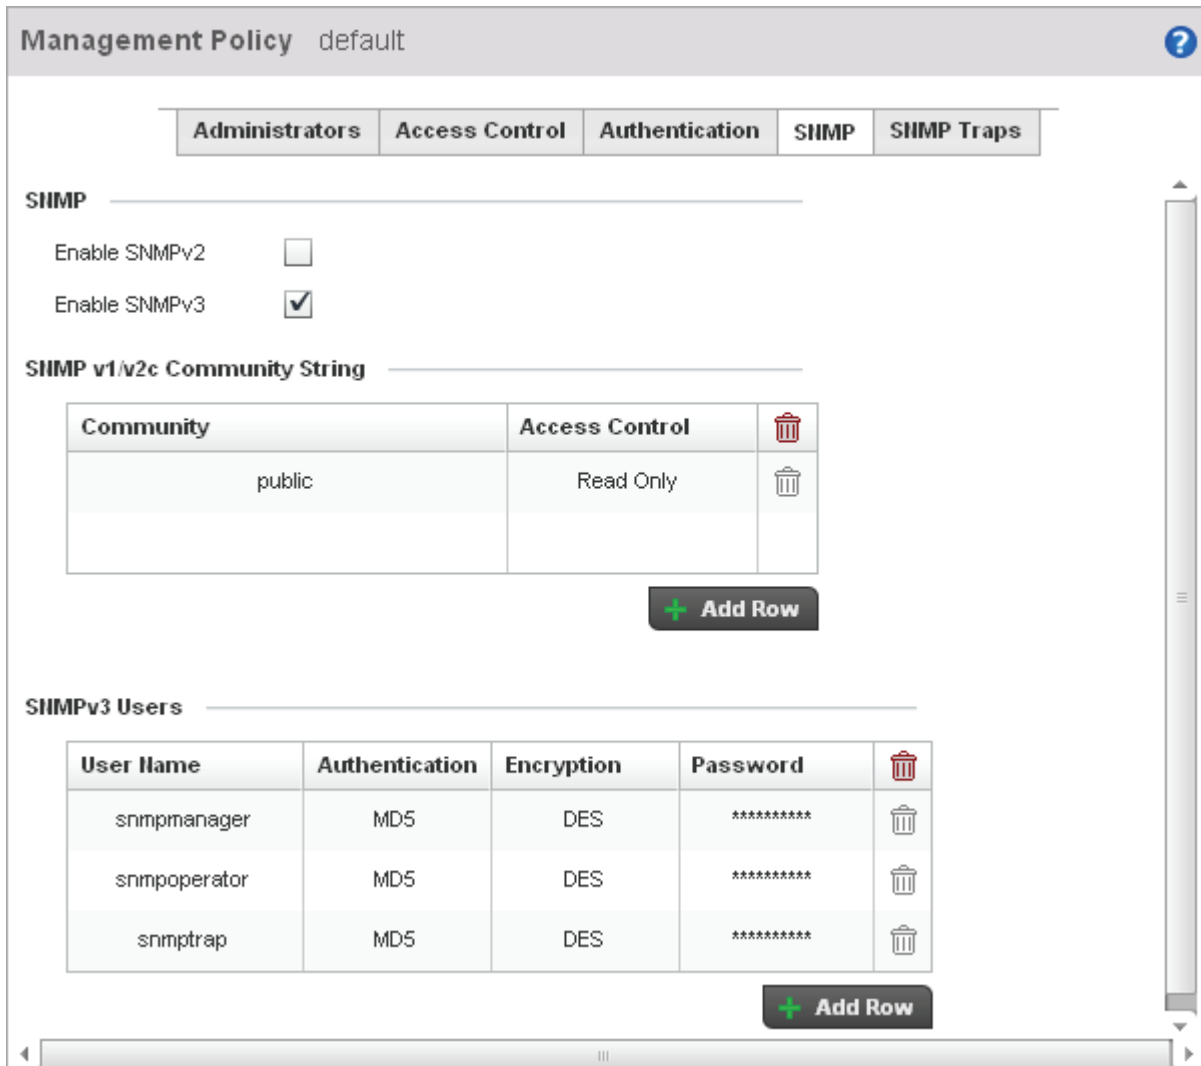 Management Policy default
Administrators Access Control Authentication SNMP SNMP Traps
SNMP
Enable SNMPv2
Enable SNMPv3
SNMP v1/v2c Community String
Community Access Control
public Read Only
Add Row
SNMPv3 Users
User Name Authentication Encryption Password
snmpmanager MD5 DES **********
snmpoperator MD5 DES **********
snmptrap MD5 DES **********
Add Row